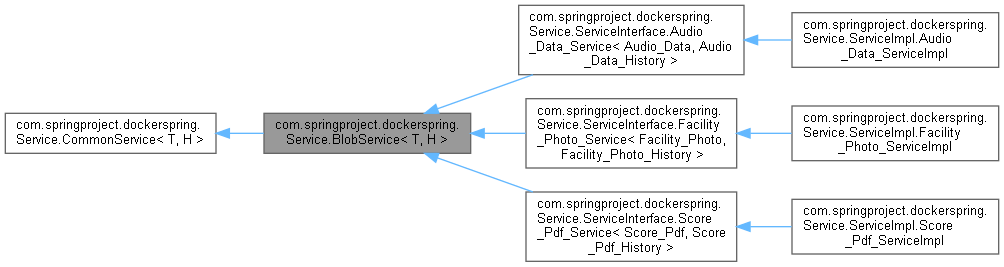 com.springproject.dockerspring.
Service.CommonService< T, H >
com.springproject.dockerspring.
Service.BlobService< T, H >
com.springproject.dockerspring.
Service.ServiceInterface.Audio
_Data_Service< Audio_Data, Audio
_Data_History >
com.springproject.dockerspring.
Service.ServiceImpl.Audio
_Data_ServiceImpl
com.springproject.dockerspring.
Service.ServiceInterface.Facility
_Photo_Service< Facility_Photo,
Facility_Photo_History >
com.springproject.dockerspring.
Service.ServiceImpl.Facility
_Photo_ServiceImpl
com.springproject.dockerspring.
Service.ServiceInterface.Score
_Pdf_Service< Score_Pdf, Score
_Pdf_History >
com.springproject.dockerspring.
Service.ServiceImpl.Score
_Pdf_ServiceImpl